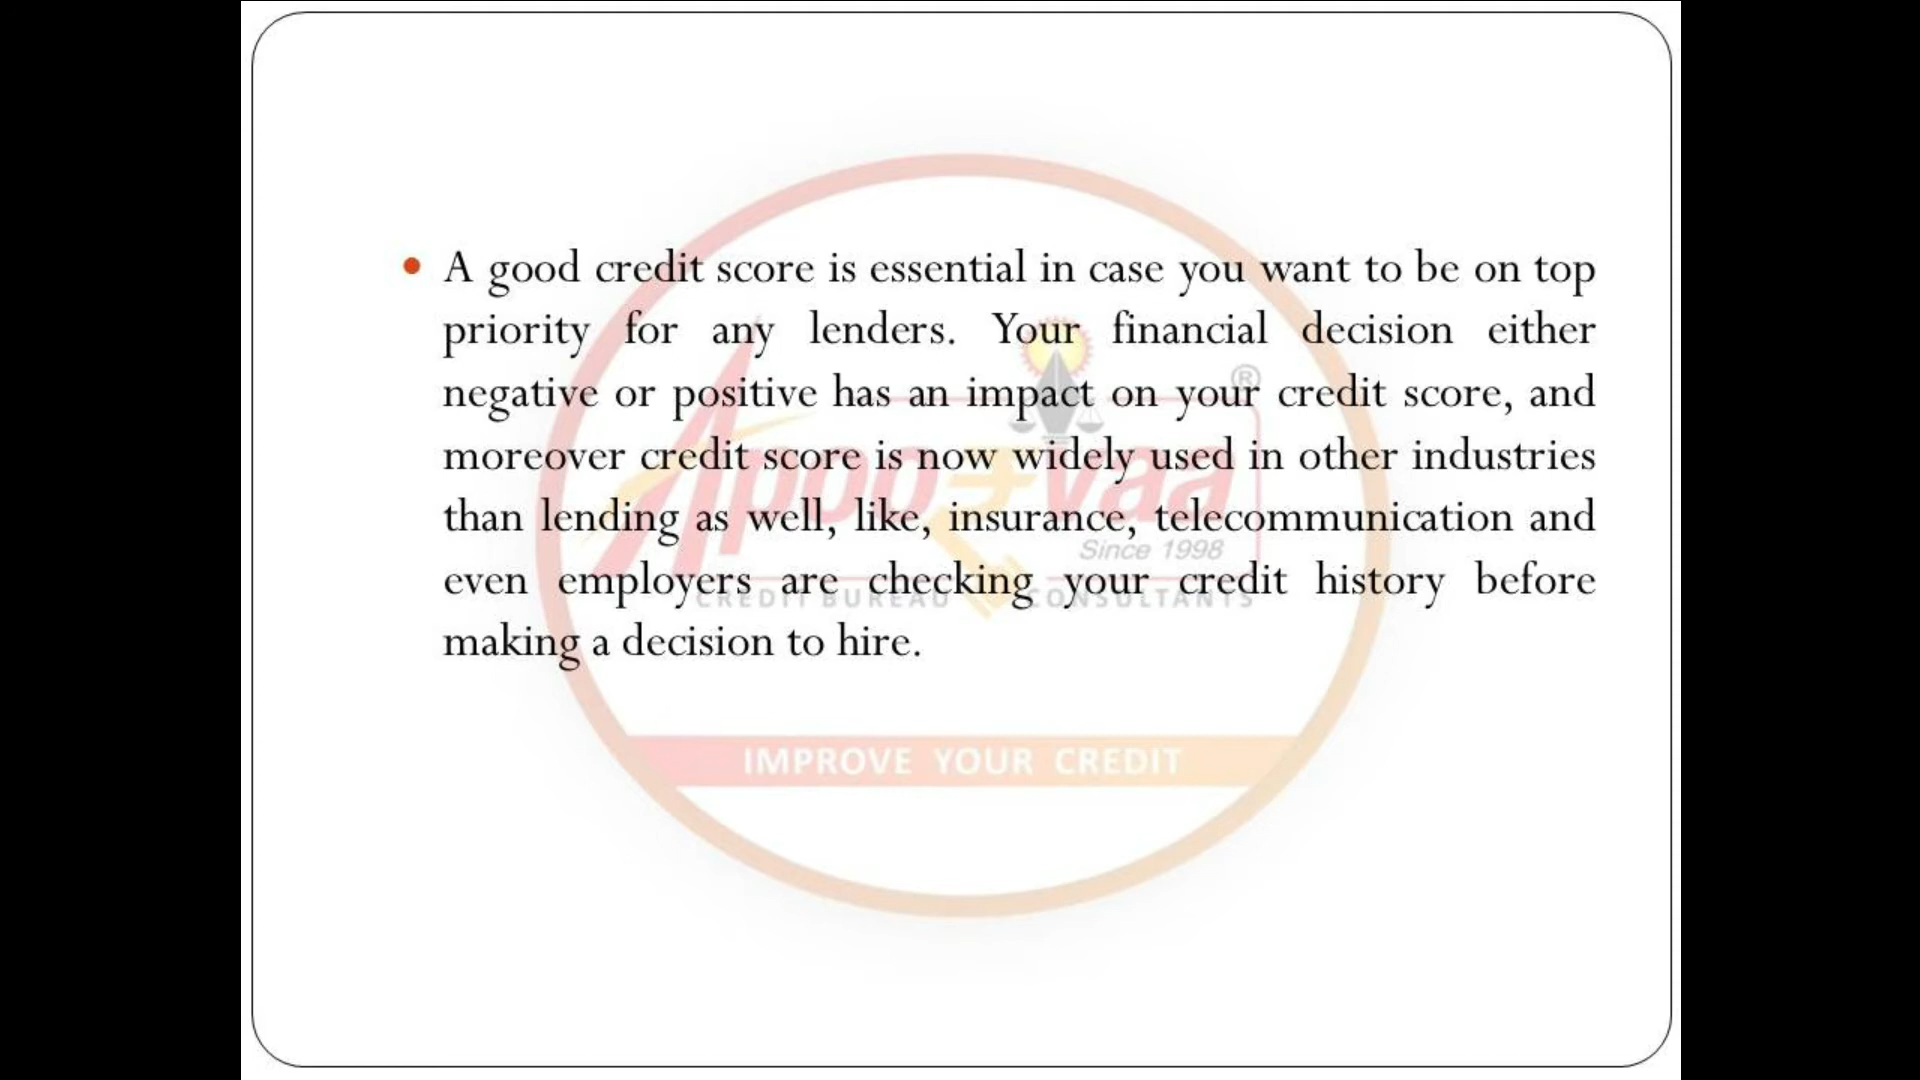 A good credit score is essential in case you want to be on top
priority for any lenders. Your financial decision either
negative or positive has an impact on your credit score, and
moreover credit score is now widely used in other industries
than lending as well, like, insurance, telecommunication and
even employers are checking your credit history before
making a decision to hire.
®
Apoo₹vaa
Since 1998
CREDIT BUREAU CONSULTANTS
IMPROVE YOUR CREDIT